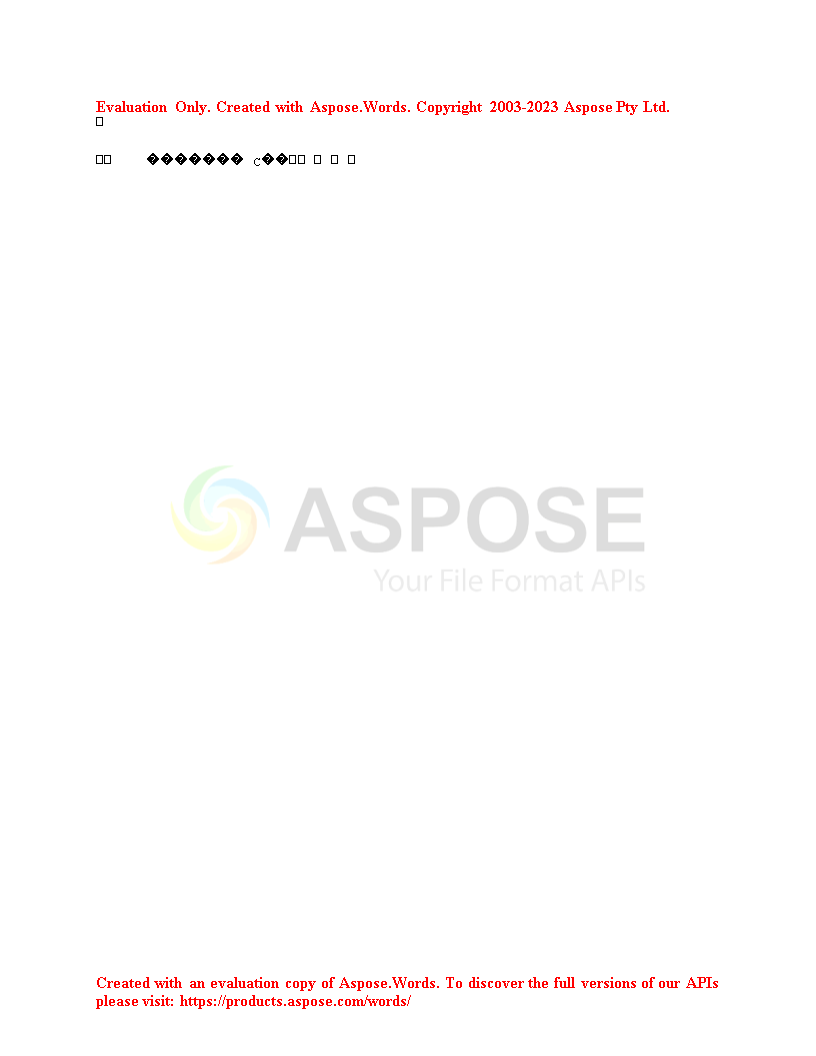 Evaluation Only. Created with Aspose.Words. Copyright 2003-2023 Aspose Pty Ltd.
ASPOSE
Your File Format APIs
Created with an evaluation copy of Aspose.Words. To discover the full versions of our APIs
please visit: https://products.aspose.com/words/